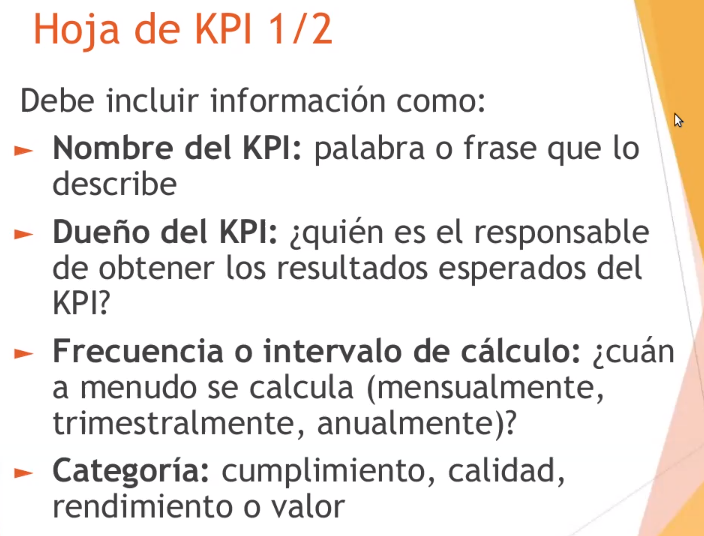 Hoja de KPI 1/2
Debe incluir información como:
► Nombre del KPI: palabra o frase que lo
describe
► Dueño del KPI: ¿quién es el responsable
de obtener los resultados esperados del
KPI?
► Frecuencia o intervalo de cálculo: ¿cuán
a menudo se calcula (mensualmente,
trimestralmente, anualmente)?
► Categoría: cumplimiento, calidad,
rendimiento o valor